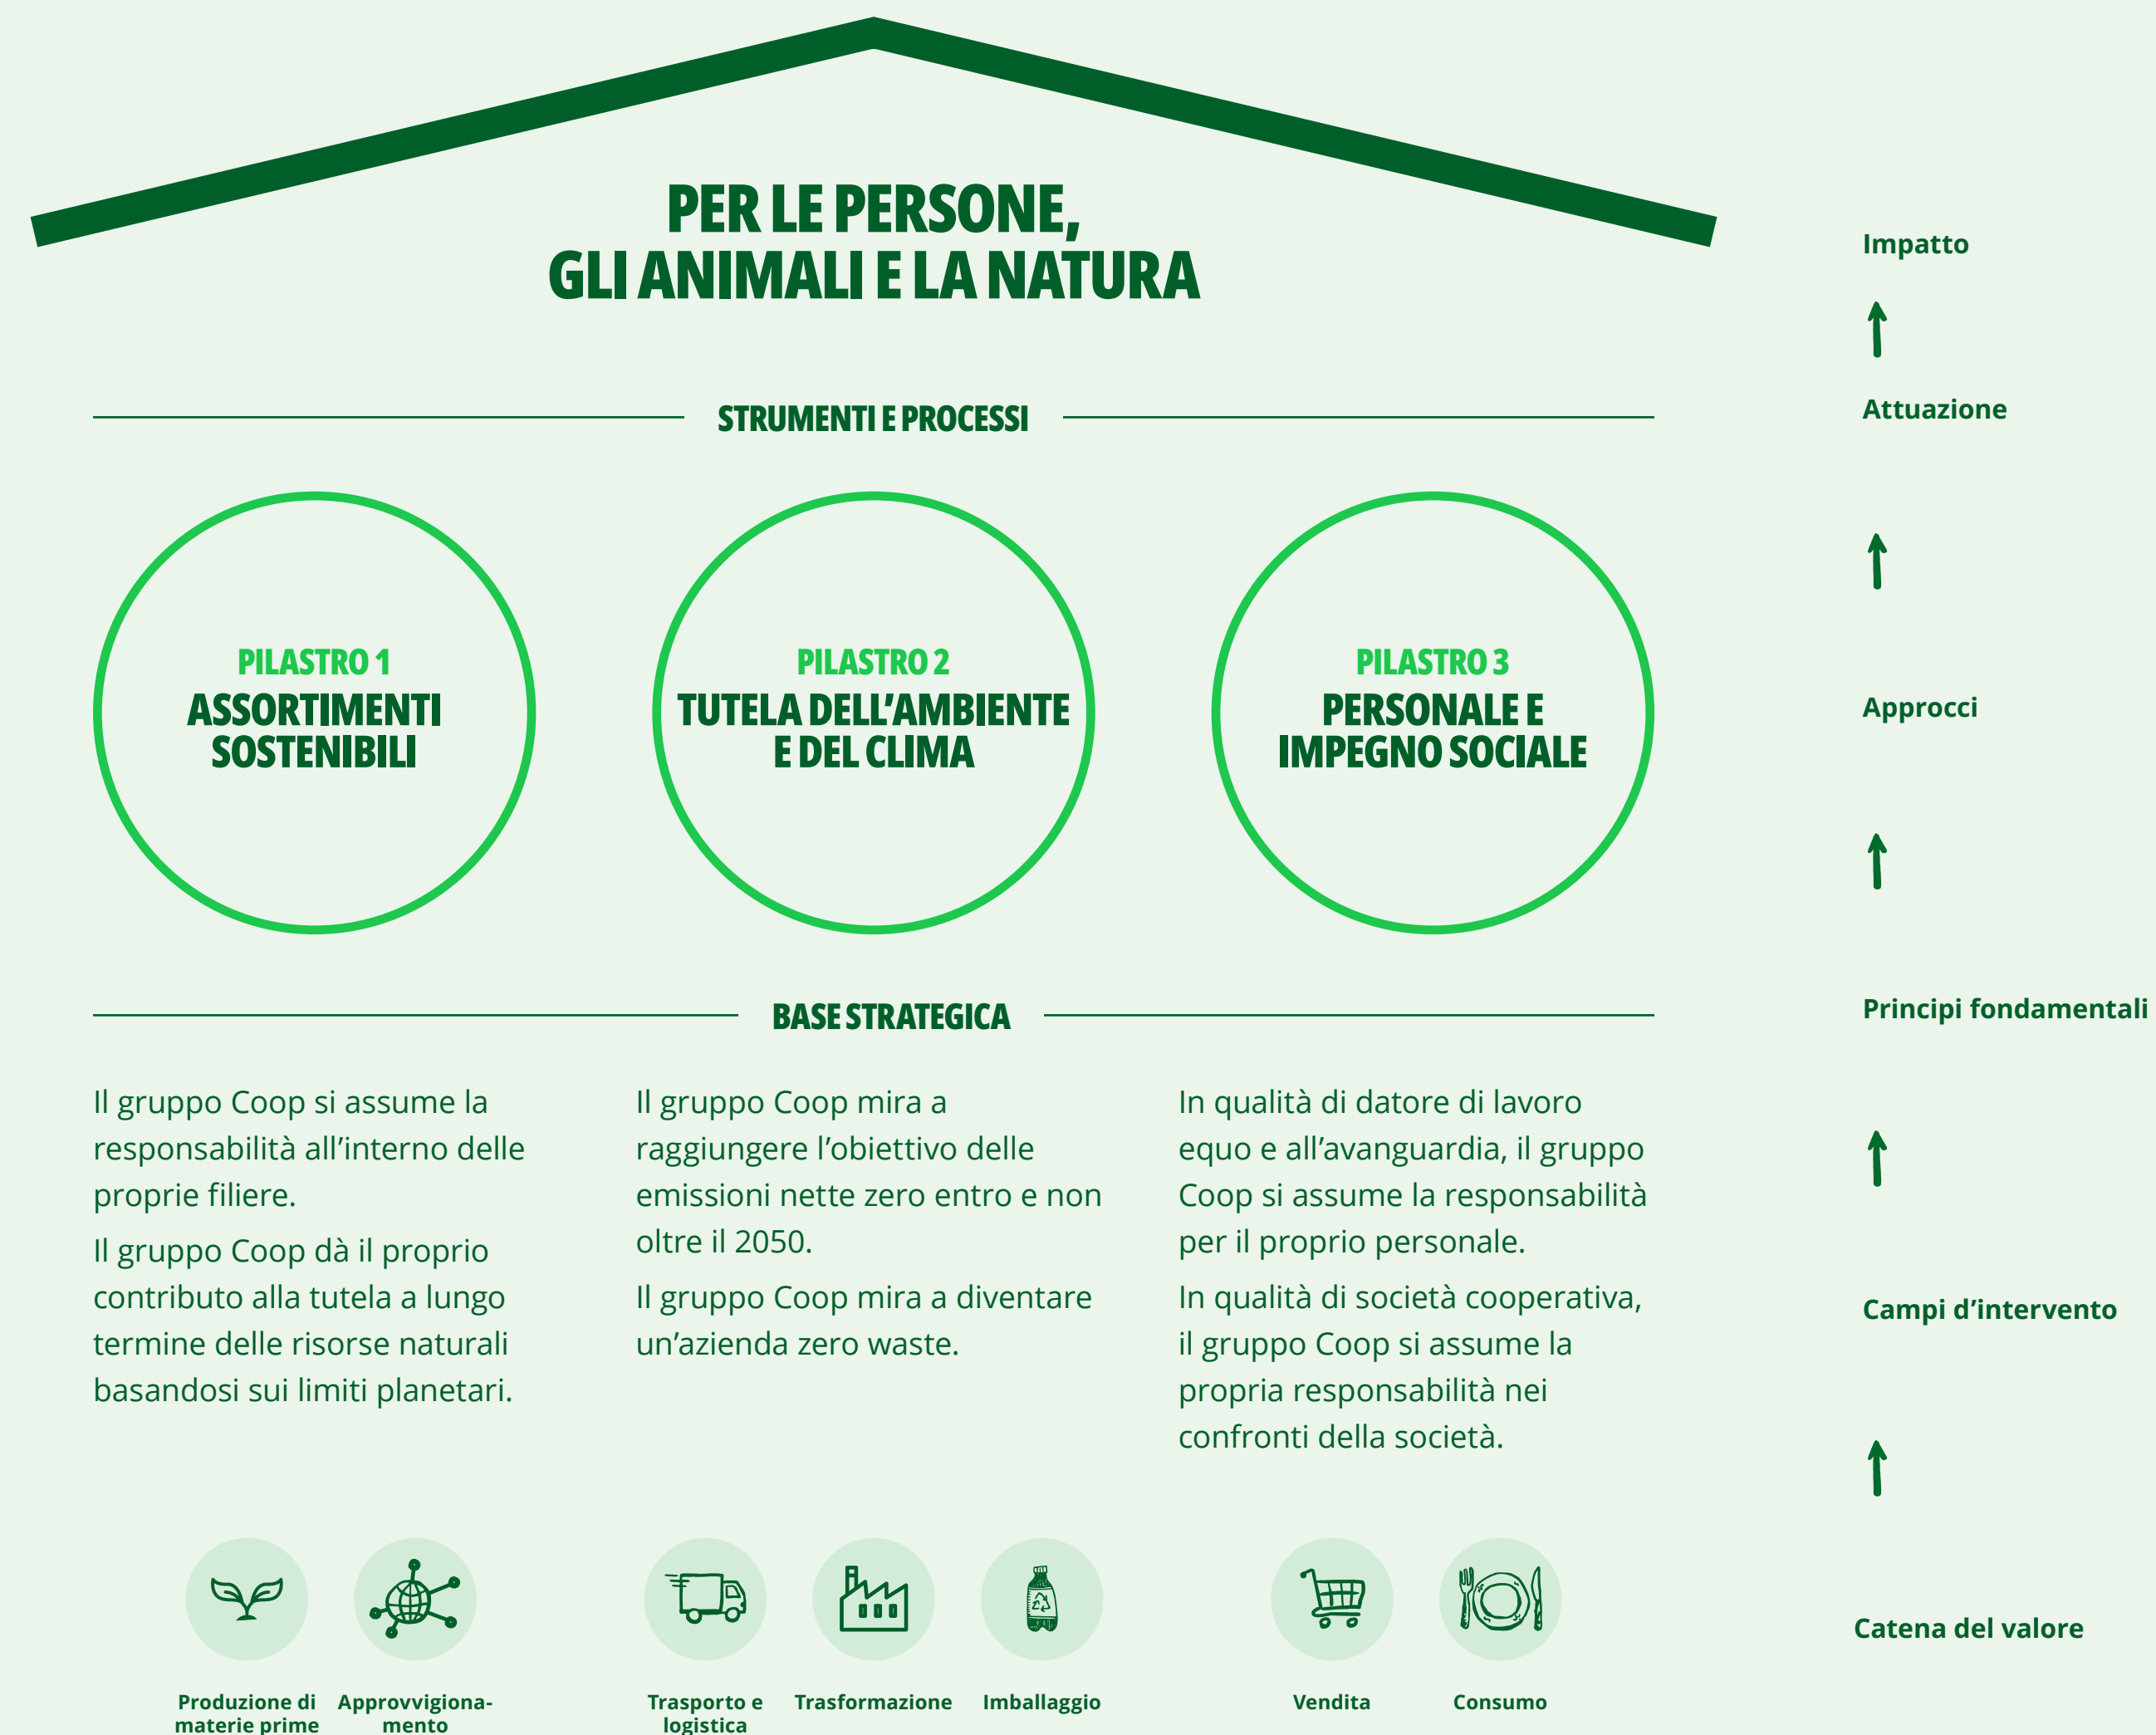 PER LE PERSONE,
GLI ANIMALI E LA NATURA
Impatto
STRUMENTI E PROCESSI
Attuazione
PILASTRO 1
ASSORTIMENTI
SOSTENIBILI
PILASTRO 2
TUTELA DELL’AMBIENTE
E DEL CLIMA
PILASTRO 3
PERSONALE E
IMPEGNO SOCIALE
Approcci
BASE STRATEGICA
Principi fondamentali
Il gruppo Coop si assume la
responsabilità all’interno delle
proprie filiere.
Il gruppo Coop dà il proprio
contributo alla tutela a lungo
termine delle risorse naturali
basandosi sui limiti planetari.
Il gruppo Coop mira a
raggiungere l’obiettivo delle
emissioni nette zero entro e non
oltre il 2050.
Il gruppo Coop mira a diventare
un’azienda zero waste.
In qualità di datore di lavoro
equo e all’avanguardia, il gruppo
Coop si assume la responsabilità
per il proprio personale.
In qualità di società cooperativa,
il gruppo Coop si assume la
propria responsabilità nei
confronti della società.
Campi d’intervento
Produzione di
materie prime
Approvvigiona-
mento
Trasporto e
logistica
Trasformazione
Imballaggio
Vendita
Consumo
Catena del valore